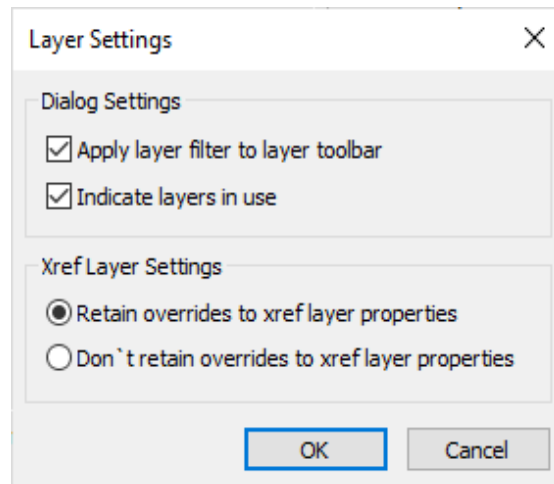 Layer Settings
Dialog Settings
Apply layer filter to layer toolbar
Indicate layers in use
Xref Layer Settings
Retain overrides to xref layer properties
Don`t retain overrides to xref layer properties
OK Cancel